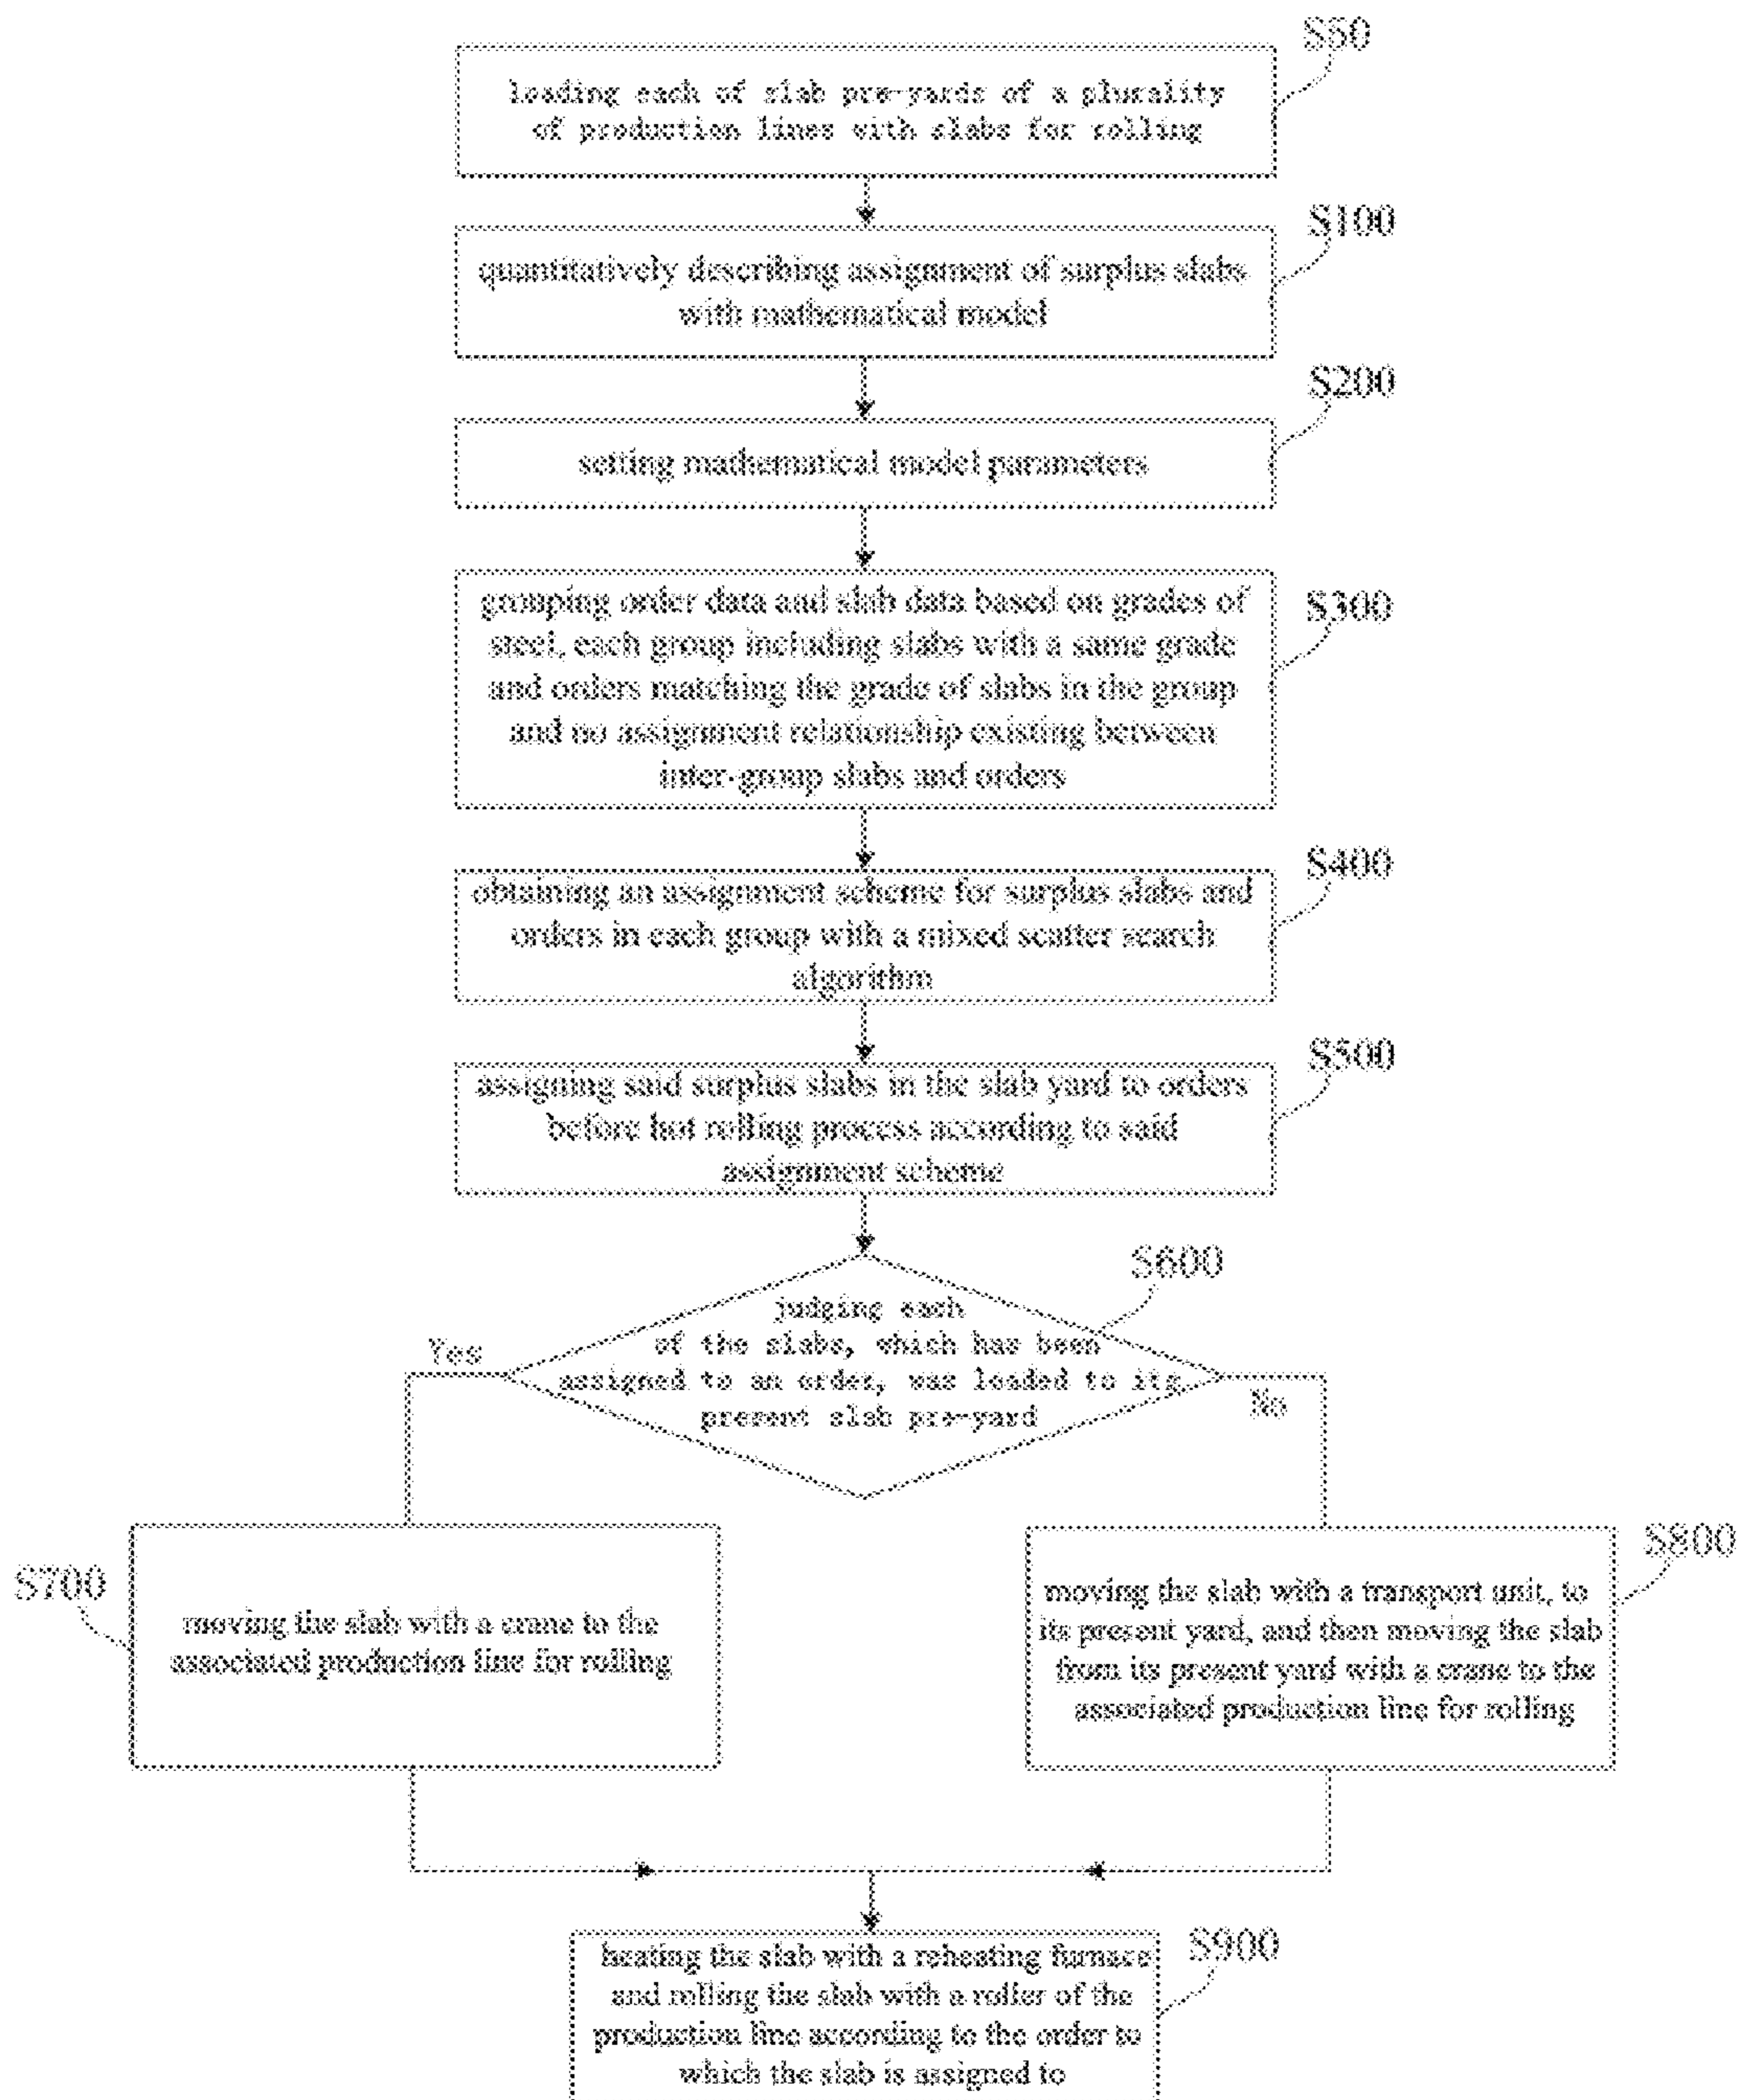 S50
loading each of slab pre-yards of a plurality
of production lines with slabs for rolling
S100
quantitatively describing assignment of surplus slabs
with mathematical model
S200
setting mathematical model parameters
S300
grouping order data and slab data based on grades of
steel, each group including slabs with a same grade
and orders matching the grade of slabs in the group
and no assignment relationship existing between
inter-group slabs and orders
S400
obtaining an assignment scheme for surplus slabs and
orders in each group with a mixed scatter search
algorithm
S500
assigning said surplus slabs in the slab yard to orders
before hot rolling process according to said
assignment scheme
S600
judging each
of the slabs, which has been
assigned to an order, was loaded to its
present slab pre-yard
Yes
No
S700
moving the slab with a crane to the
associated production line for rolling
S800
moving the slab with a transport unit, to
its present yard, and then moving the slab
from its present yard with a crane to the
associated production line for rolling
S900
heating the slab with a reheating furnace
and rolling the slab with a roller of the
production line according to the order to
which the slab is assigned to